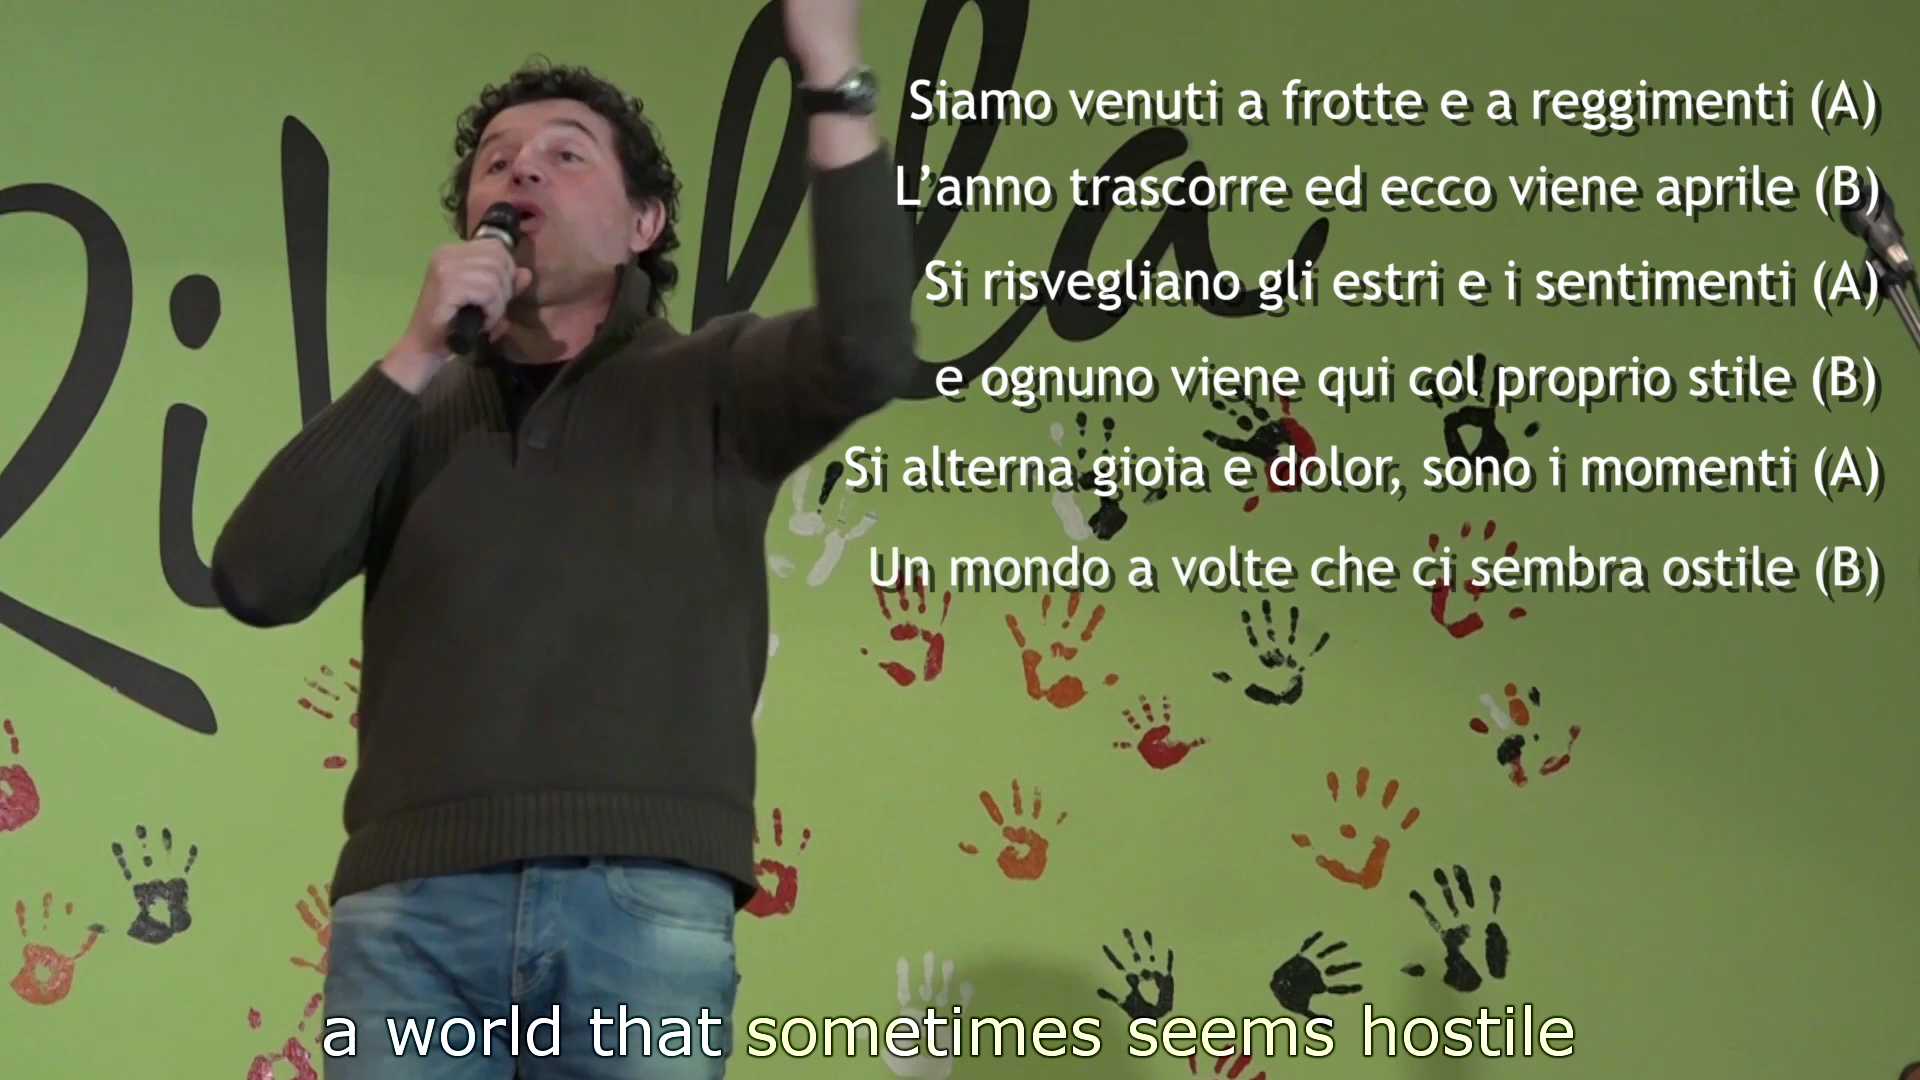 Siamo venuti a frotte e a reggimenti (A)
L’anno trascorre ed ecco viene aprile (B)
Si risvegliano gli estri e i sentimenti (A)
e ognuno viene qui col proprio stile (B)
Si alterna gioia e dolor, sono i momenti (A)
Un mondo a volte che ci sembra ostile (B)
a world that sometimes seems hostile